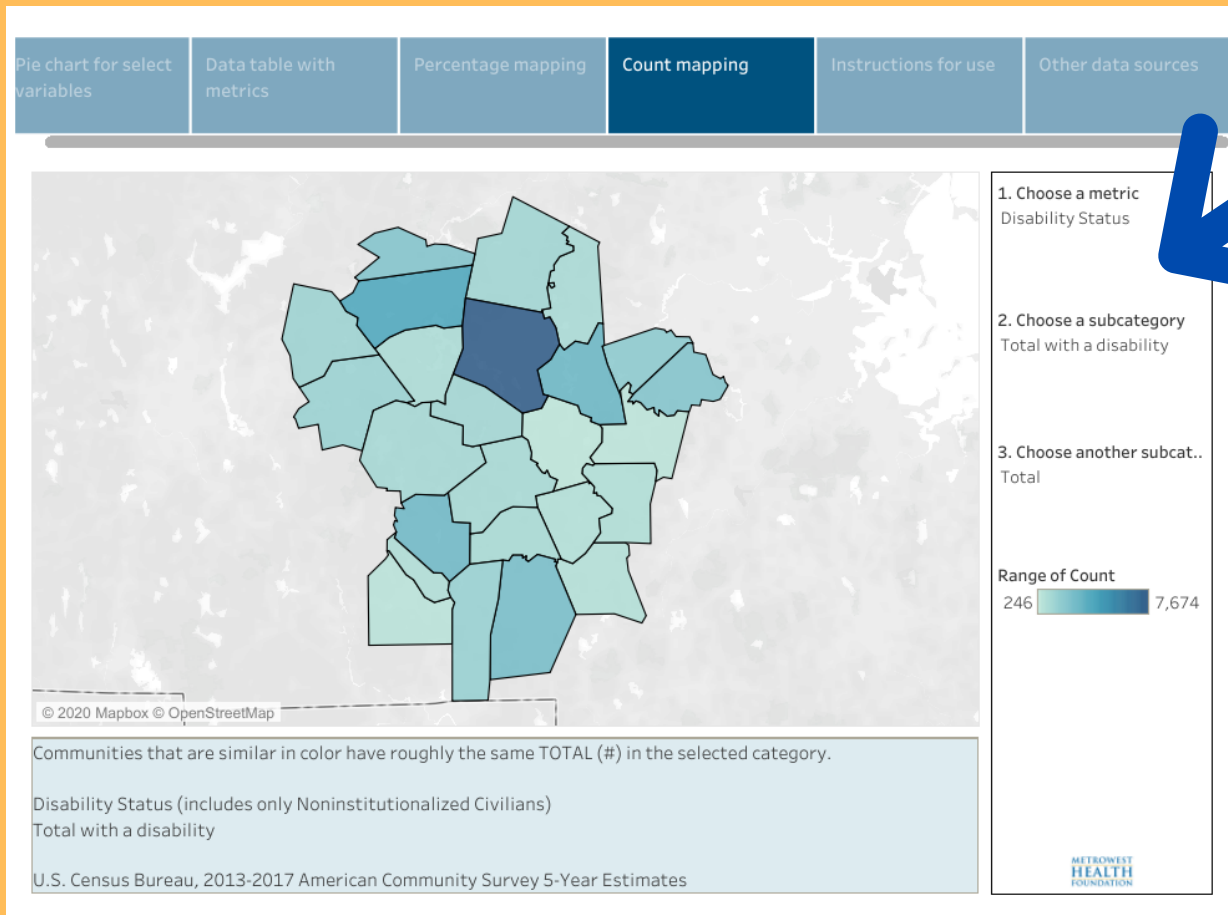 Pie chart for select
variables
Data table with
metrics
Percentage mapping
Count mapping
Instructions for use
Other data sources
1. Choose a metric
Disability Status
2. Choose a subcategory
Total with a disability
3. Choose another subcat..
Total
Range of Count
246 7,674
© 2020 Mapbox © OpenStreetMap
Communities that are similar in color have roughly the same TOTAL (#) in the selected category.
Disability Status (includes only Noninstitutionalized Civilians)
Total with a disability
U.S. Census Bureau, 2013-2017 American Community Survey 5-Year Estimates
METROWEST
HEALTH
FOUNDATION